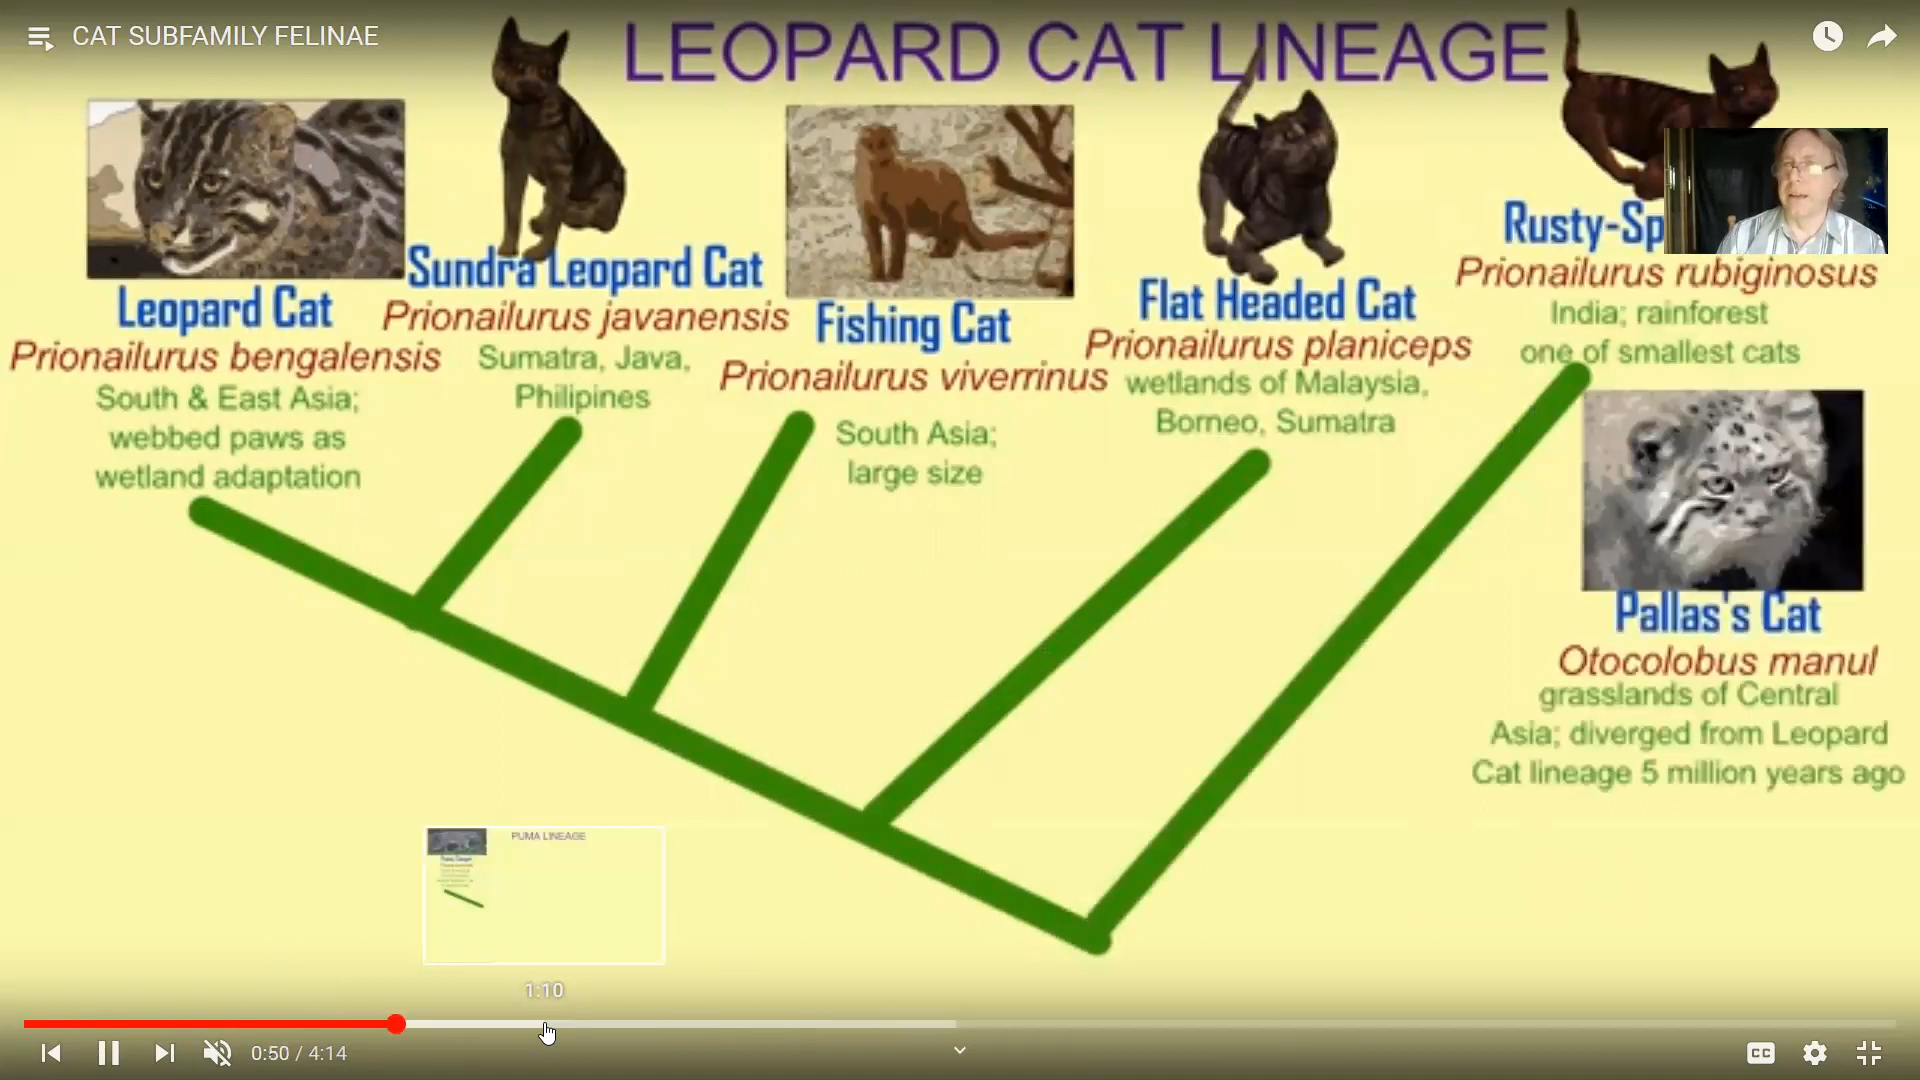 CAT SUBFAMILY FELINAE
LEOPARD CAT LINEAGE
Leopard Cat
Prionailurus bengalensis
South & East Asia;
webbed paws as
wetland adaptation
Sundra Leopard Cat
Prionailurus javanensis
Sumatra, Java,
Philipines
Fishing Cat
Prionailurus viverrinus
South Asia;
large size
Flat Headed Cat
Prionailurus planiceps
wetlands of Malaysia,
Borneo, Sumatra
Rusty-Sp
Prionailurus rubiginosus
India; rainforest
one of smallest cats
Pallas's Cat
Otocolobus manul
grasslands of Central
Asia; diverged from Leopard
Cat lineage 5 million years ago
PUMA LINEAGE
1:10
0:50 / 4:14
CC